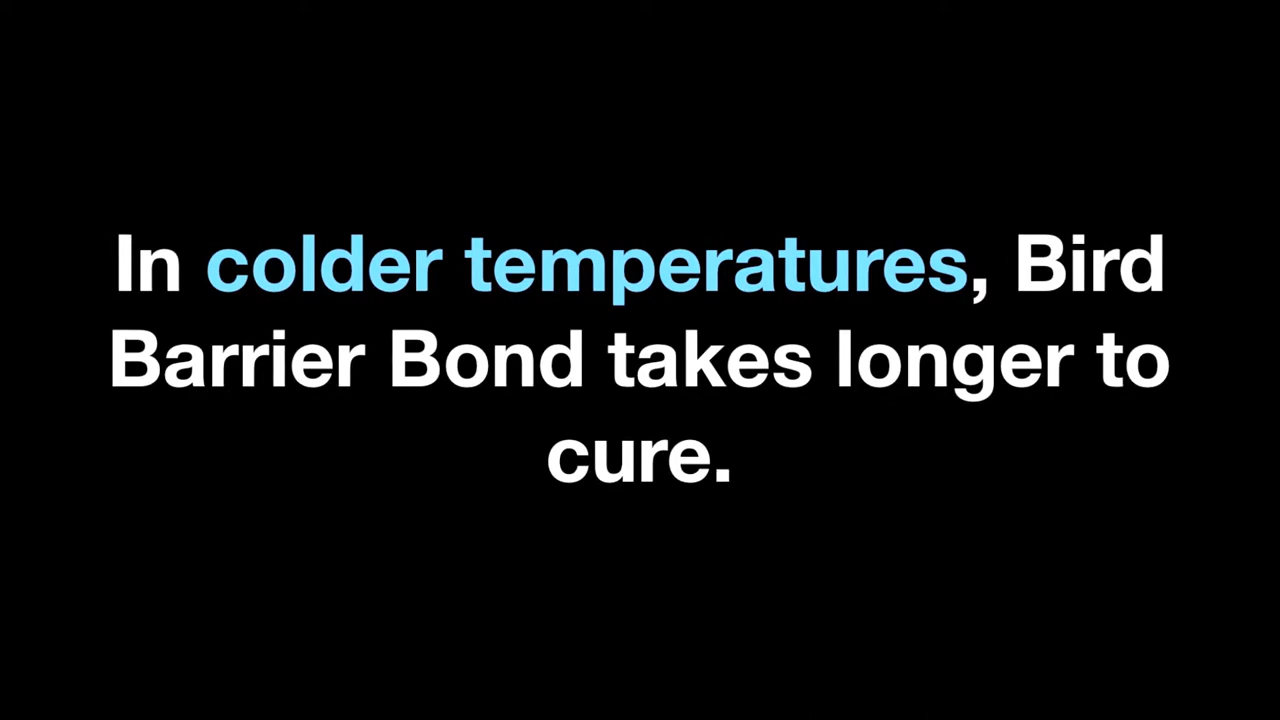 In colder temperatures, Bird
Barrier Bond takes longer to
cure.